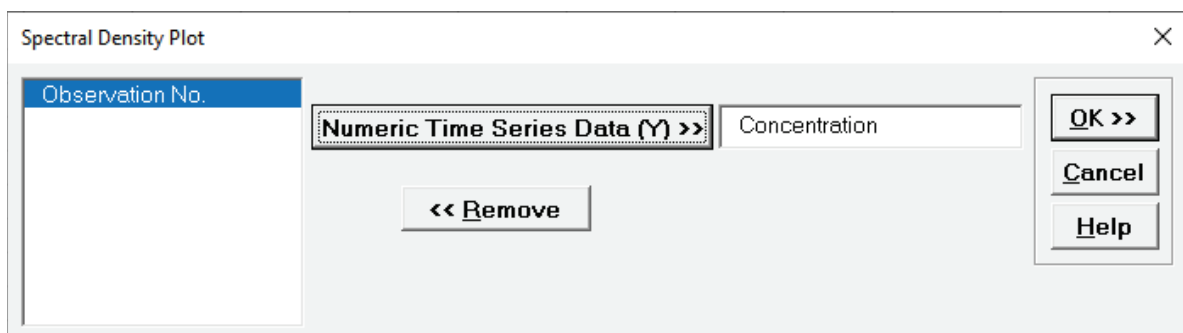 Spectral Density Plot
Observation No.
Numeric Time Series Data (Y) >>
Concentration
<< Remove
OK >>
Cancel
Help